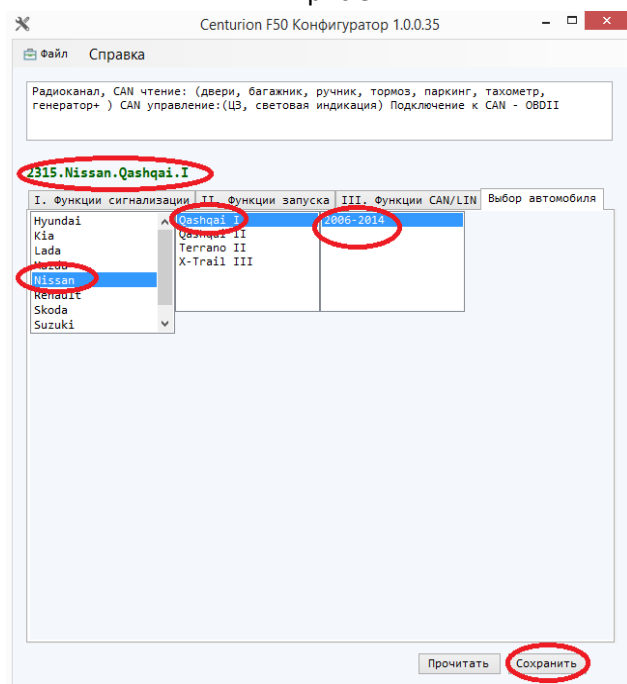 Centurion F50 Конфигуратор 1.0.0.35
Файл Справка
Радиоканал, CAN чтение: (двери, багажник, ручник, тормоз, паркинг, тахометр,
генератор+ ) CAN управление:(ЦЗ, световая индикация) Подключение к CAN - OBDII
2315.Nissan.Qashqai.I
I. Функции сигнализации II. Функции запуска III. Функции CAN/LIN Выбор автомобиля
Hyundai
Kia
Lada
Mazda
Nissan
Renault
Skoda
Suzuki
Qashqai I
Qashqai II
Terrano II
X-Trail III
2006-2014
Прочитать Сохранить